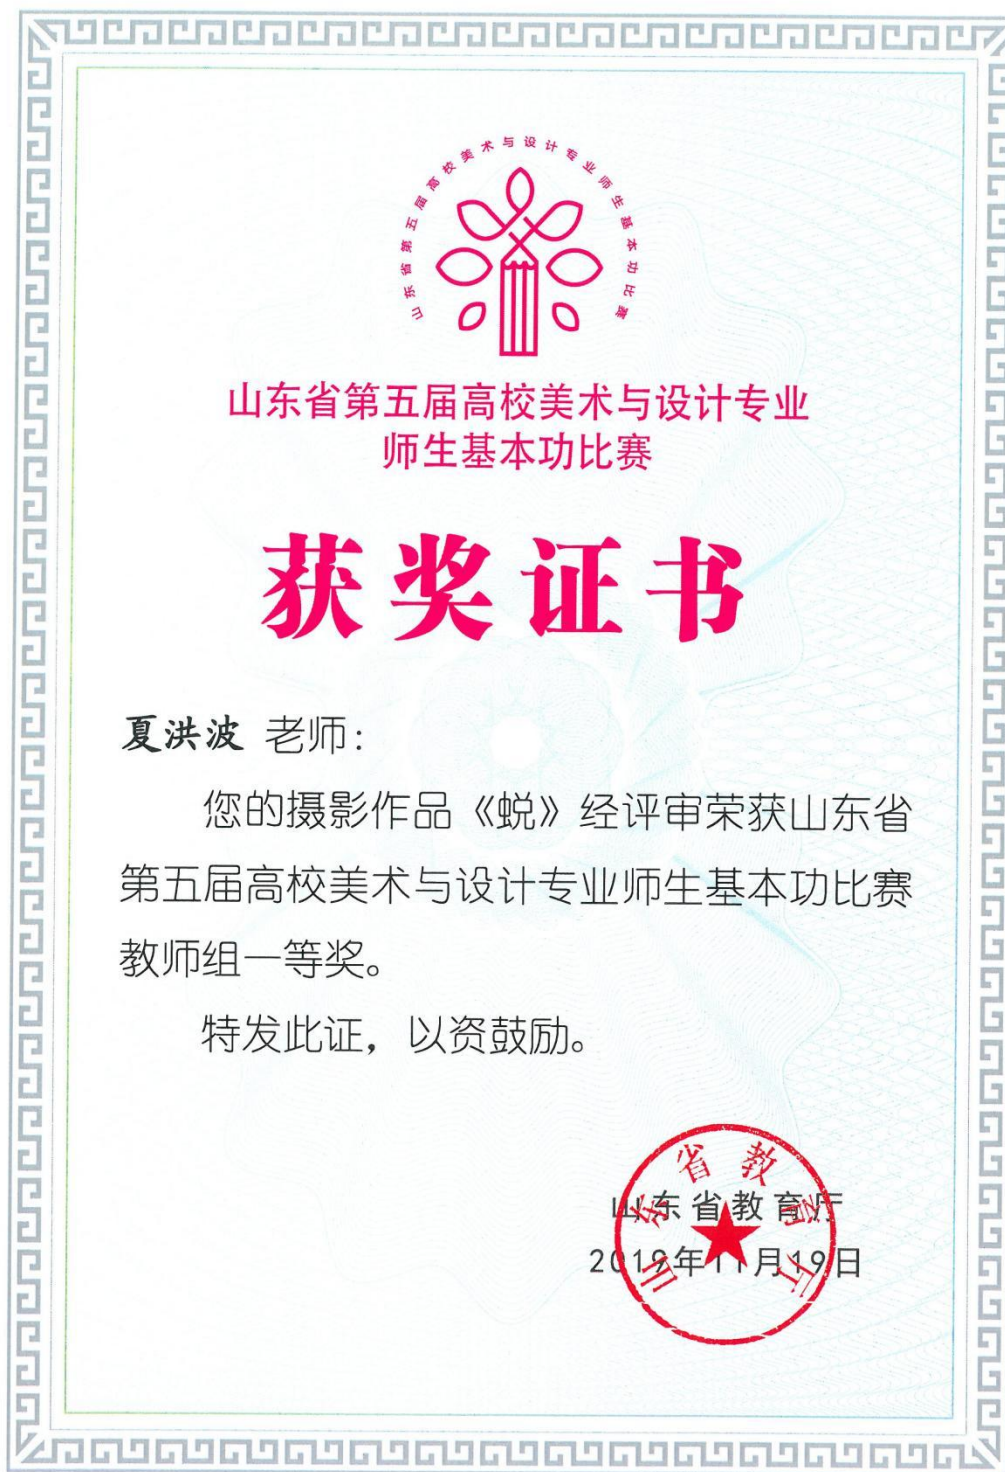 山东省第五届高校美术与设计专业师生基本功比赛
山东省第五届高校美术与设计专业
师生基本功比赛
获奖证书
夏洪波 老师：
您的摄影作品《蜕》经评审荣获山东省
第五届高校美术与设计专业师生基本功比赛
教师组一等奖。
特发此证，以资鼓励。
山东省教育厅
2019年11月19日
山东省教育厅